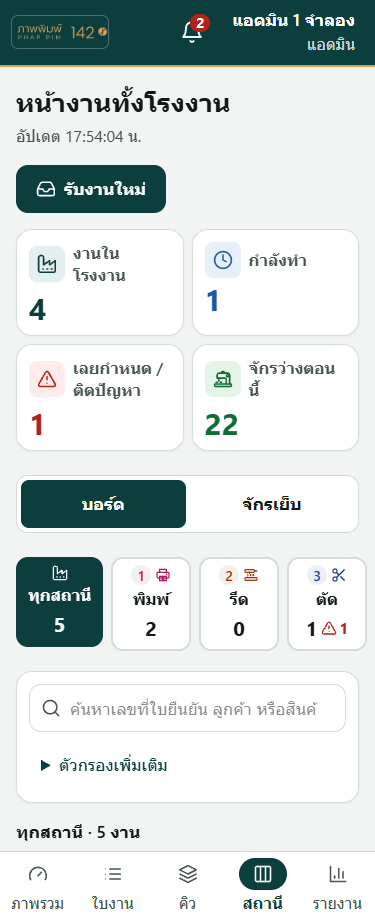 ภาพพิมพ์
PHAP PIM
142
2
แอดมิน 1 จำลอง
แอดมิน
หน้างานทั้งโรงงาน
อัปเดต 17:54:04 น.
รับงานใหม่
งานใน
โรงงาน
4
กำลังทำ
1
เลยกำหนด /
ติดปัญหา
1
จักรว่างตอน
นี้
22
บอร์ด
จักรเย็บ
ทุกสถานี
5
1
พิมพ์
2
2
รีด
0
3
ตัด
1 1
ค้นหาเลขที่ใบยืนยัน ลูกค้า หรือสินค้
ตัวกรองเพิ่มเติม
ทุกสถานี · 5 งาน
ภาพรวม
ใบงาน
คิว
สถานี
รายงาน